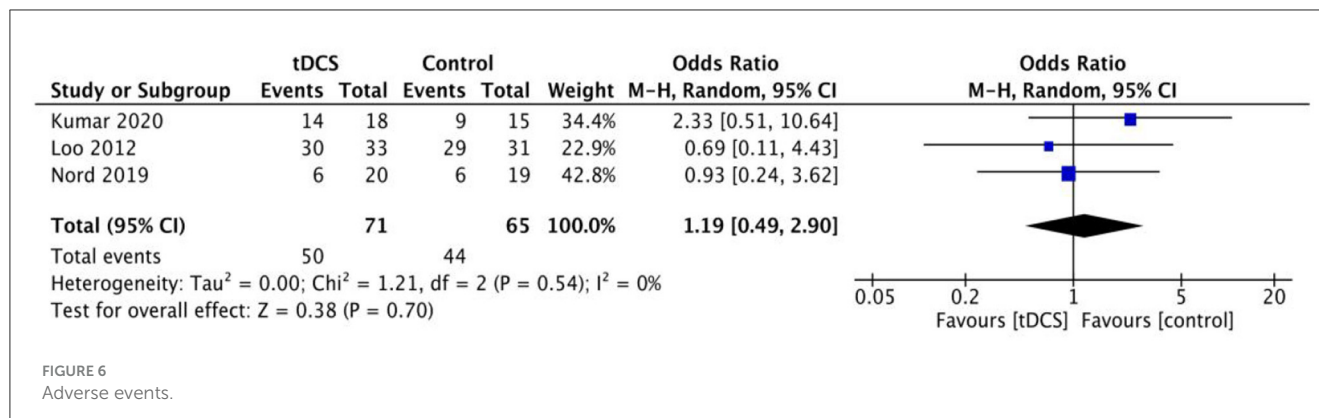 tDCS Control Odds Ratio Odds Ratio
Study or Subgroup Events Total Events Total Weight M-H, Random, 95% CI M-H, Random, 95% CI
Kumar 2020 14 18 9 15 34.4% 2.33 [0.51, 10.64]
Loo 2012 30 33 29 31 22.9% 0.69 [0.11, 4.43]
Nord 2019 6 20 6 19 42.8% 0.93 [0.24, 3.62]
Total (95% CI) 71 65 100.0% 1.19 [0.49, 2.90]
Total events 50 44
Heterogeneity: Tau² = 0.00; Chi² = 1.21, df = 2 (P = 0.54); I² = 0%
Test for overall effect: Z = 0.38 (P = 0.70)
0.05 0.2 1 5 20
Favours [tDCS] Favours [control]
FIGURE 6
Adverse events.